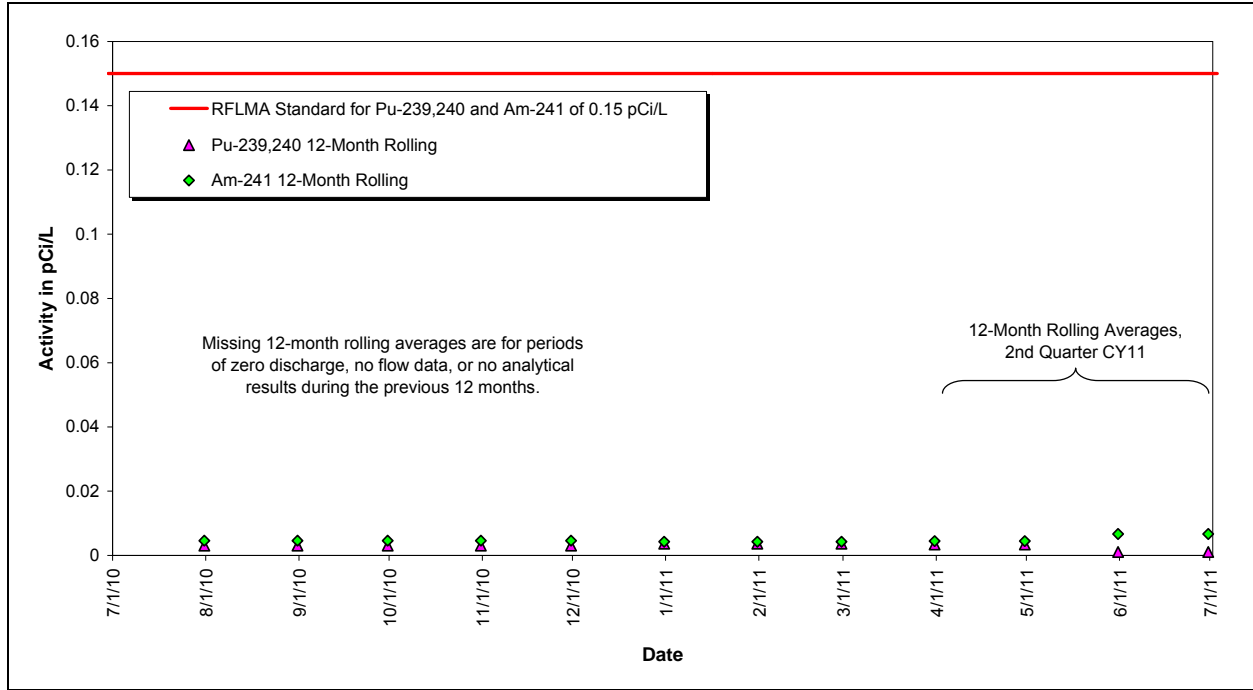 0.16
0.14
0.12
0.1
0.08
0.06
0.04
0.02
0
Activity in pCi/L
RFLMA Standard for Pu-239,240 and Am-241 of 0.15 pCi/L
Pu-239,240 12-Month Rolling
Am-241 12-Month Rolling
Missing 12-month rolling averages are for periods
of zero discharge, no flow data, or no analytical
results during the previous 12 months.
12-Month Rolling Averages,
2nd Quarter CY11
7/1/10
8/1/10
9/1/10
10/1/10
11/1/10
12/1/10
1/1/11
2/1/11
3/1/11
4/1/11
5/1/11
6/1/11
7/1/11
Date